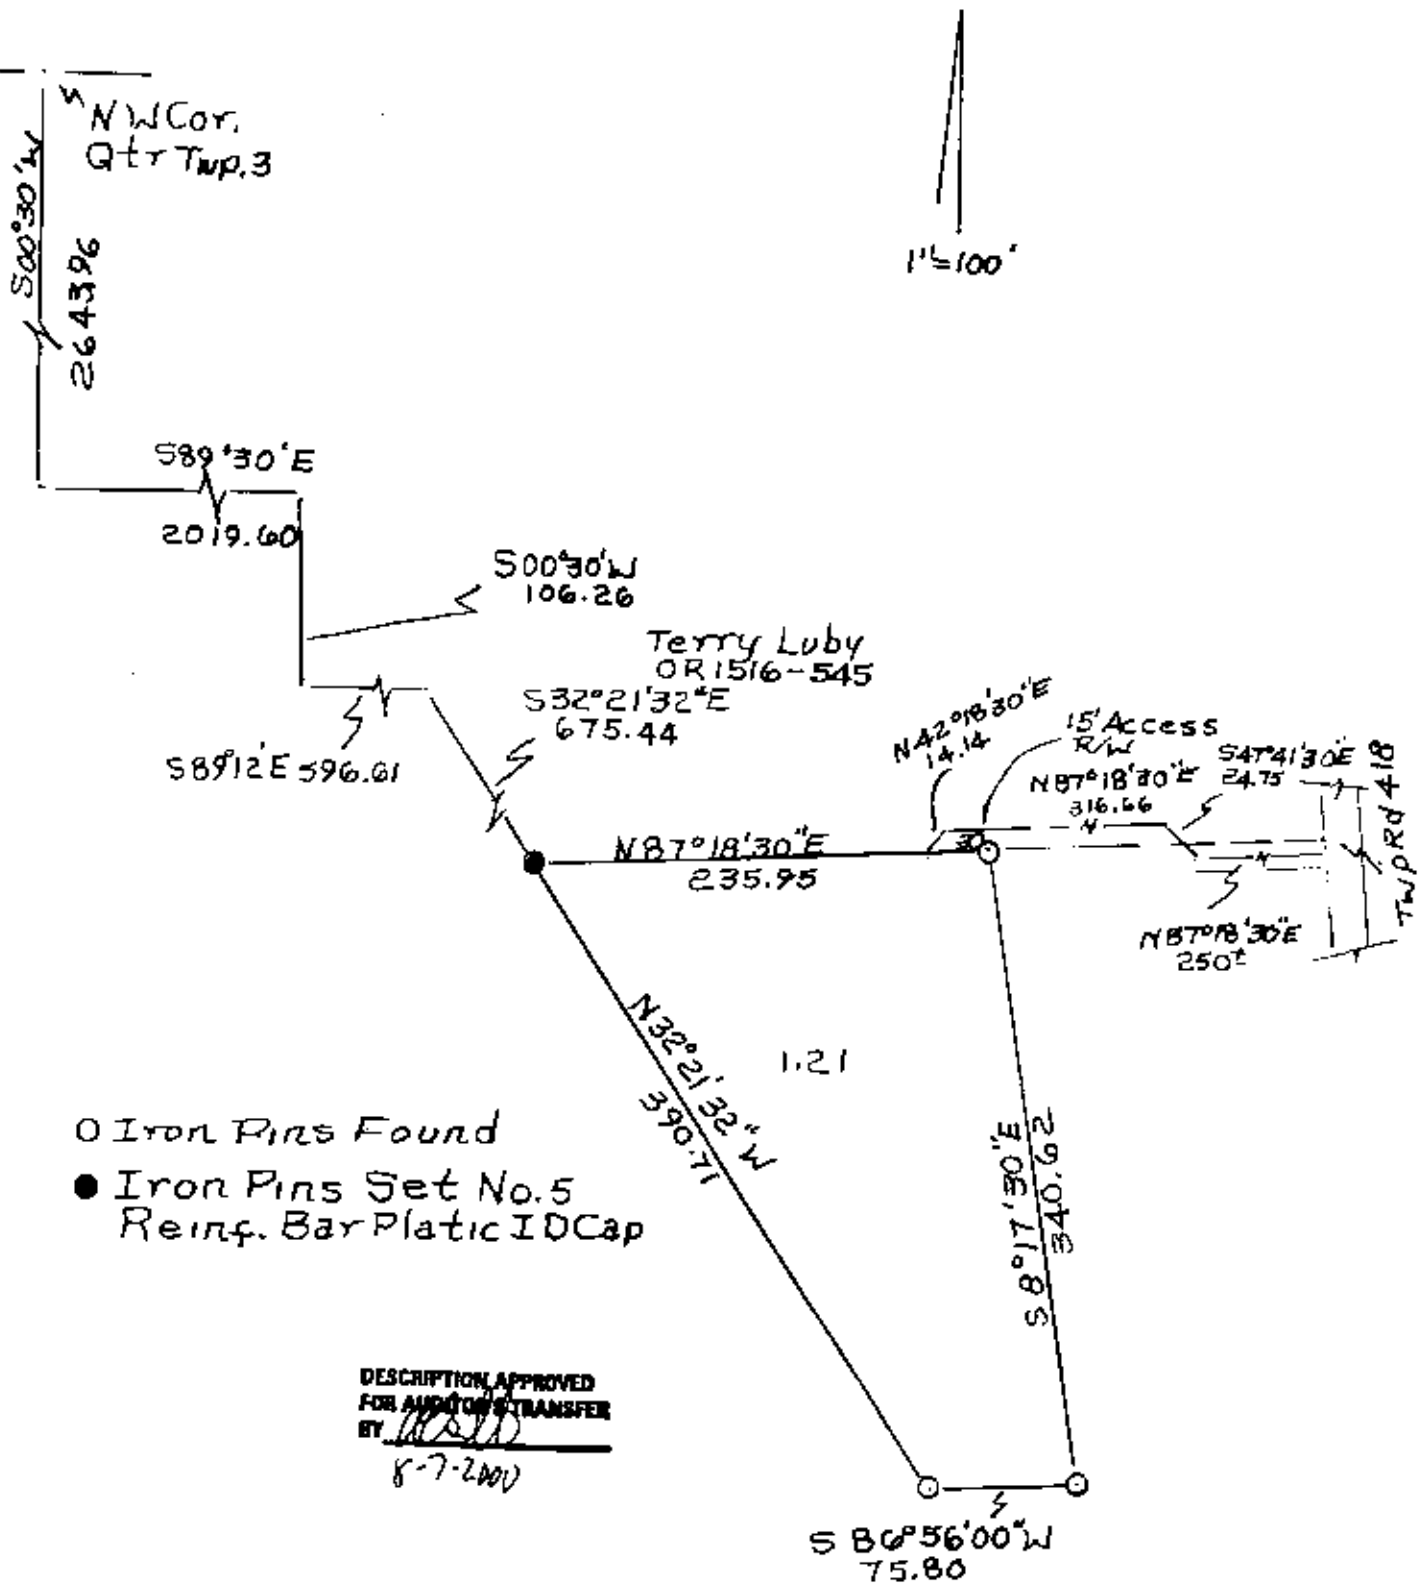 NW Cor.
Qtr Twp. 3
S00°30'W
2643.96
1"=100'
S89°30'E
2019.60
S00°30'W
106.26
Terry Luby
OR 1516-545
S32°21'32"E
675.44
S89°12'E 596.61
N42°18'30"E
14.14
15' Access
R/W
N87°18'30"E
316.66
S47°41'30"E
24.75
Twp Rd 418
N87°18'30"E
235.95
30
N87°18'30"E
250±
N32°21'32"W
390.71
1.21
S8°17'30"E
340.62
O Iron Pins Found
● Iron Pins Set No. 5
Reinf. Bar Platic ID Cap
DESCRIPTION APPROVED
FOR AUDITOR'S TRANSFER
BY
8-7-2000
S 86°56'00"W
75.80